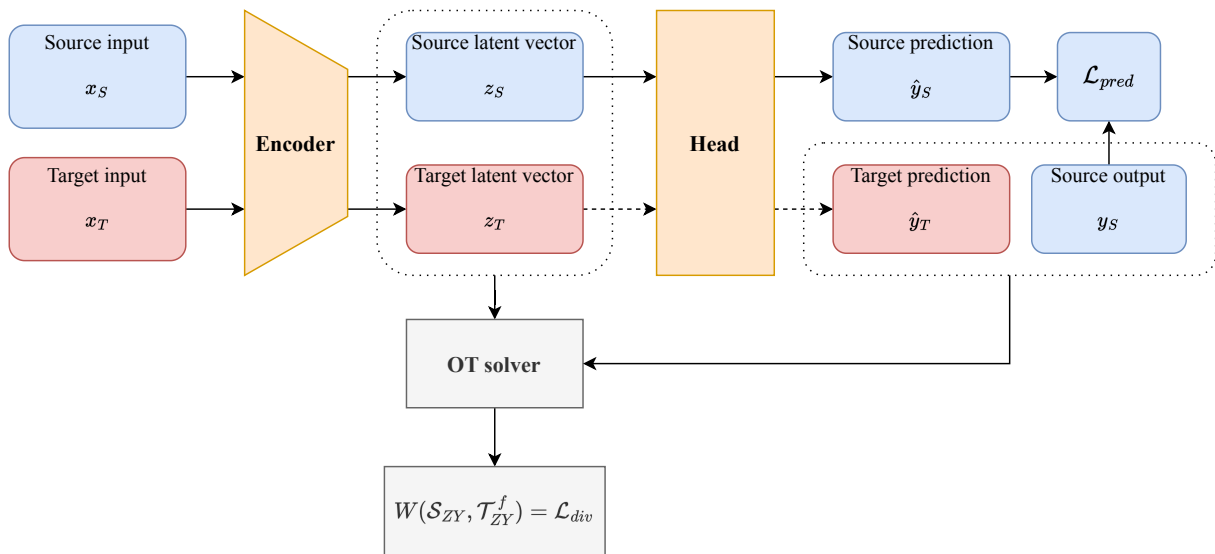 Source input
x_S
Target input
x_T
Encoder
Source latent vector
z_S
Target latent vector
z_T
Head
Source prediction
ŷ_S
ℒ_pred
Target prediction
ŷ_T
Source output
y_S
OT solver
W(𝒮_ZY, 𝒯^f_ZY) = ℒ_div